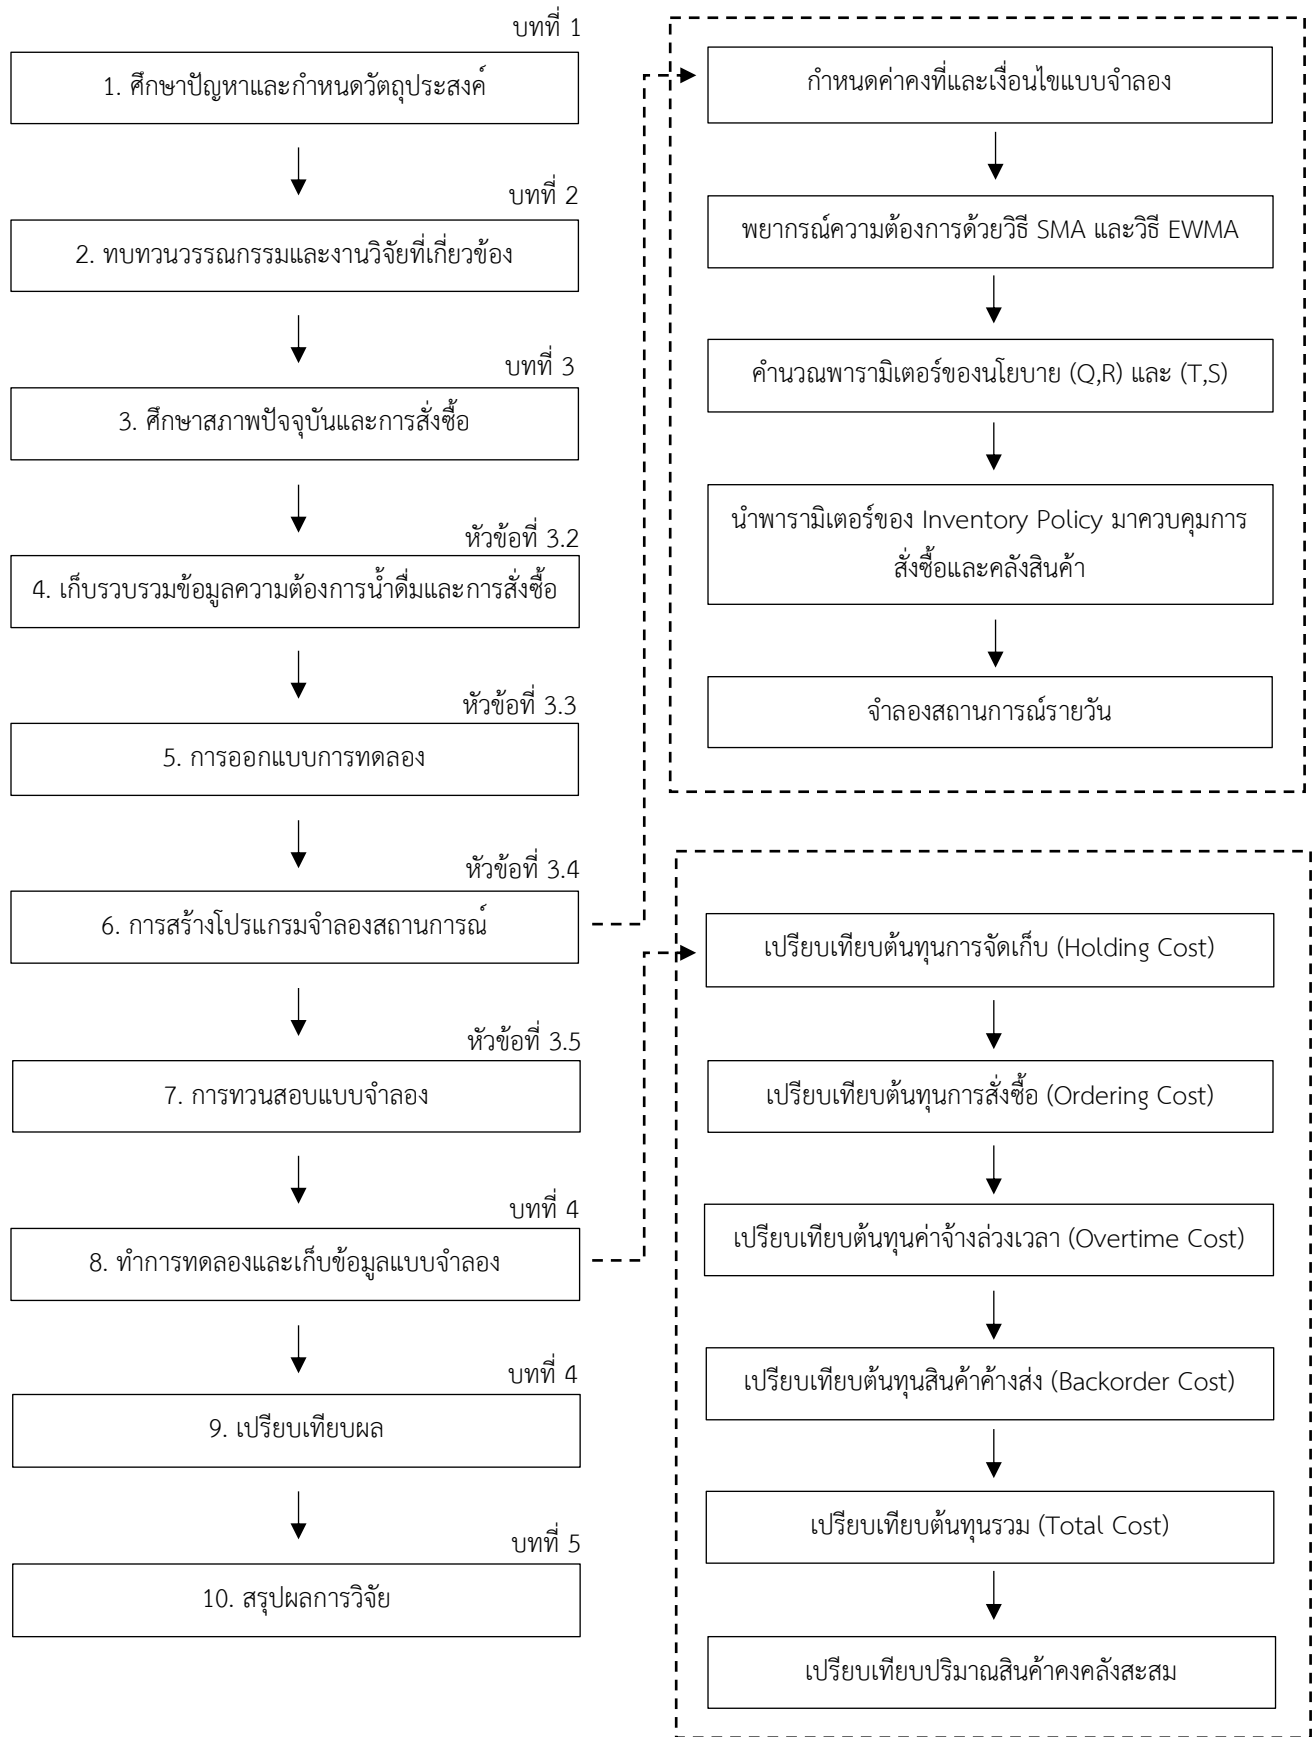 บทที่ 1
1. ศึกษาปัญหาและกำหนดวัตถุประสงค์
บทที่ 2
2. ทบทวนวรรณกรรมและงานวิจัยที่เกี่ยวข้อง
บทที่ 3
3. ศึกษาสภาพปัจจุบันและการสั่งซื้อ
หัวข้อที่ 3.2
4. เก็บรวบรวมข้อมูลความต้องการน้ำดื่มและการสั่งซื้อ
หัวข้อที่ 3.3
5. การออกแบบการทดลอง
หัวข้อที่ 3.4
6. การสร้างโปรแกรมจำลองสถานการณ์
หัวข้อที่ 3.5
7. การทวนสอบแบบจำลอง
บทที่ 4
8. ทำการทดลองและเก็บข้อมูลแบบจำลอง
บทที่ 4
9. เปรียบเทียบผล
บทที่ 5
10. สรุปผลการวิจัย
กำหนดค่าคงที่และเงื่อนไขแบบจำลอง
พยากรณ์ความต้องการด้วยวิธี SMA และวิธี EWMA
คำนวณพารามิเตอร์ของนโยบาย (Q,R) และ (T,S)
นำพารามิเตอร์ของ Inventory Policy มาควบคุมการ
สั่งซื้อและคลังสินค้า
จำลองสถานการณ์รายวัน
เปรียบเทียบต้นทุนการจัดเก็บ (Holding Cost)
เปรียบเทียบต้นทุนการสั่งซื้อ (Ordering Cost)
เปรียบเทียบต้นทุนค่าจ้างล่วงเวลา (Overtime Cost)
เปรียบเทียบต้นทุนสินค้าค้างส่ง (Backorder Cost)
เปรียบเทียบต้นทุนรวม (Total Cost)
เปรียบเทียบปริมาณสินค้าคงคลังสะสม